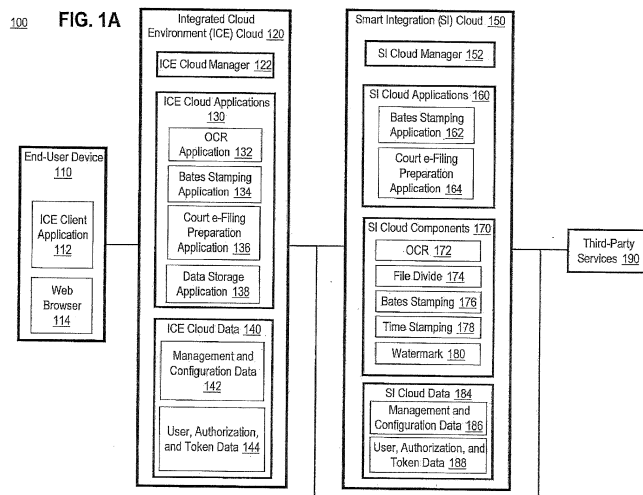 100
FIG. 1A
Integrated Cloud
Environment (ICE) Cloud 120
ICE Cloud Manager 122
ICE Cloud Applications
130
OCR
Application 132
Bates Stamping
Application 134
Court e-Filing
Preparation
Application 136
Data Storage
Application 138
ICE Cloud Data 140
Management and
Configuration Data
142
User, Authorization,
and Token Data 144
End-User Device
110
ICE Client
Application
112
Web
Browser
114
Smart Integration (SI) Cloud 150
SI Cloud Manager 152
SI Cloud Applications 160
Bates Stamping
Application 162
Court e-Filing
Preparation
Application 164
SI Cloud Components 170
OCR 172
File Divide 174
Bates Stamping 176
Time Stamping 178
Watermark 180
SI Cloud Data 184
Management and
Configuration Data 186
User, Authorization, and
Token Data 188
Third-Party
Services 190